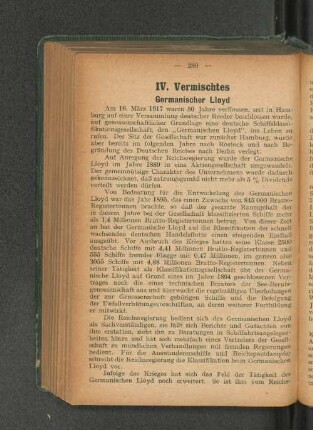 — 280 —
IV. Vermischtes
Germanischer Lloyd
Am 16. März 1917 waren 50 Jahre verflossen, seit in Ham-
burg auf einer Versammlung deutscher Reeder beschlossen wurde,
auf genossenschaftlicher Grundlage eine deutsche Schiffsklassi-
fikationsgesellschaft, den „Germanischen Lloyd", ins Leben zu
rufen. Der Sitz der Gesellschaft war zunächst Hamburg, wurde
aber bereits im folgenden Jahre nach Rostock und nach Be-
gründung des Deutschen Reiches nach Berlin verlegt.
Auf Anregung der Reichsregierung wurde der Germanische
Lloyd im Jahre 1889 in eine Aktiengesellschaft umgewandelt.
Der gemeinnützige Charakter des Unternehmens wurde dadurch
gekennzeichnet, daß satzungsgemäß nicht mehr als 5 % Dividende
verteilt werden dürfen.
Von Bedeutung für die Entwickelung des Germanischen
Lloyd war das Jahr 1895, das einen Zuwachs von 845 000 Brutto-
Registertonnen brachte, so daß der gesamte Raumgehalt der
in diesem Jahre bei der Gesellschaft klassifizierten Schiffe mehr
als 1,4 Millionen Brutto-Registertonnen betrug. Von dieser Zeit
an hat der Germanische Lloyd auf die Klassifikation der schnell
wachsenden deutschen Handelsflotte einen steigenden Einfluß
ausgeübt. Vor Ausbruch des Krieges hatten seine Klasse 2500
deutsche Schiffe mit 4,41 Millionen Brutto-Registertonnen und
555 Schiffe fremder Flagge mit 0,47 Millionen, im ganzen also
3055 Schiffe mit 4,88 Millionen Brutto-Registertonnen. Neben
seiner Tätigkeit als Klassifikationsgesellschaft übt der Germa-
nische Lloyd auf Grund eines im Jahre 1894 geschlossenen Ver-
trages noch die eines technischen Beraters der See-Berufs-
genossenschaft aus und überwacht die regelmäßigen Überholungen
der zur Genossenschaft gehörigen Schiffe und die Befolgung
der Unfallverhütungsvorschriften, an deren weiterer Fortbildung
er mitwirkt.
Die Reichsregierung bedient sich des Germanischen Lloyd
als Sachverständigen, sie läßt sich Berichte und Gutachten von
ihm erstatten, zieht ihn zu Beratungen in Schiffahrtsangelegen-
heiten hinzu und hat sich mehrfach eines Vertreters der Gesell-
schaft zu mündlichen Verhandlungen mit fremden Regierungen
bedient. Für die Auswandererschiffe und Reichspostdampfer
schreibt die Reichsregierung die Klassifikation beim Germanischen
Lloyd vor.
Infolge des Krieges hat sich das Feld der Tätigkeit des
Germanischen Lloyd noch erweitert. So ist ihm vom Reichs-